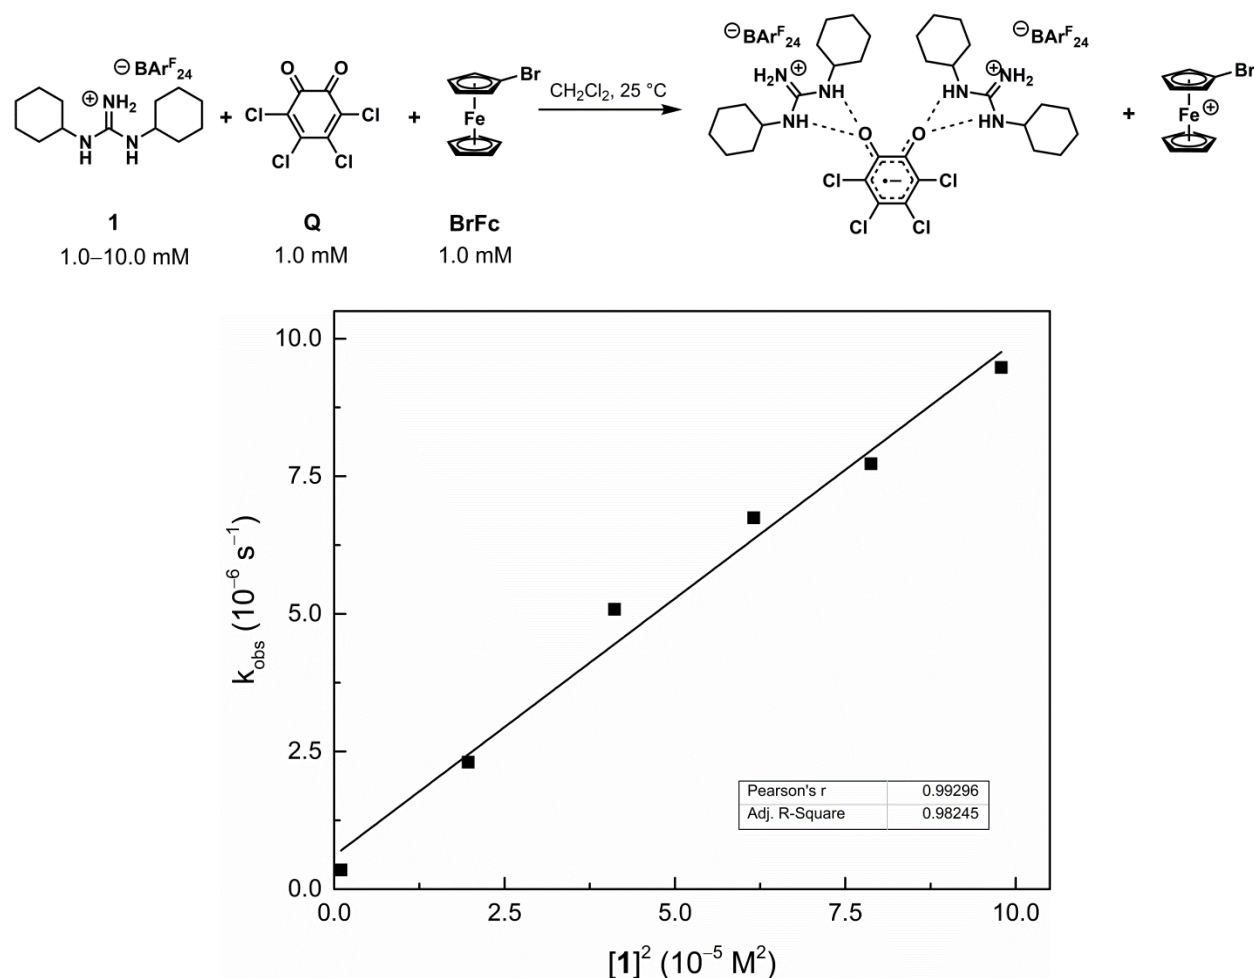 ⊖ BArF24
⊕
NH2
N
H
N
H
+
O
O
Cl
Cl
Cl
Cl
+
Br
Fe
CH2Cl2, 25 °C
⊖ BArF24
H2N
⊕
NH
NH
O
O
Cl
Cl
Cl
Cl
•−
⊖ BArF24
HN
⊕
NH2
NH
+
Br
Fe⊕
1
Q
BrFc
1.0–10.0 mM
1.0 mM
1.0 mM
10.0
7.5
5.0
2.5
0.0
kobs (10−6 s−1)
Pearson's r 0.99296
Adj. R-Square 0.98245
0.0 2.5 5.0 7.5 10.0
[1]2 (10−5 M2)